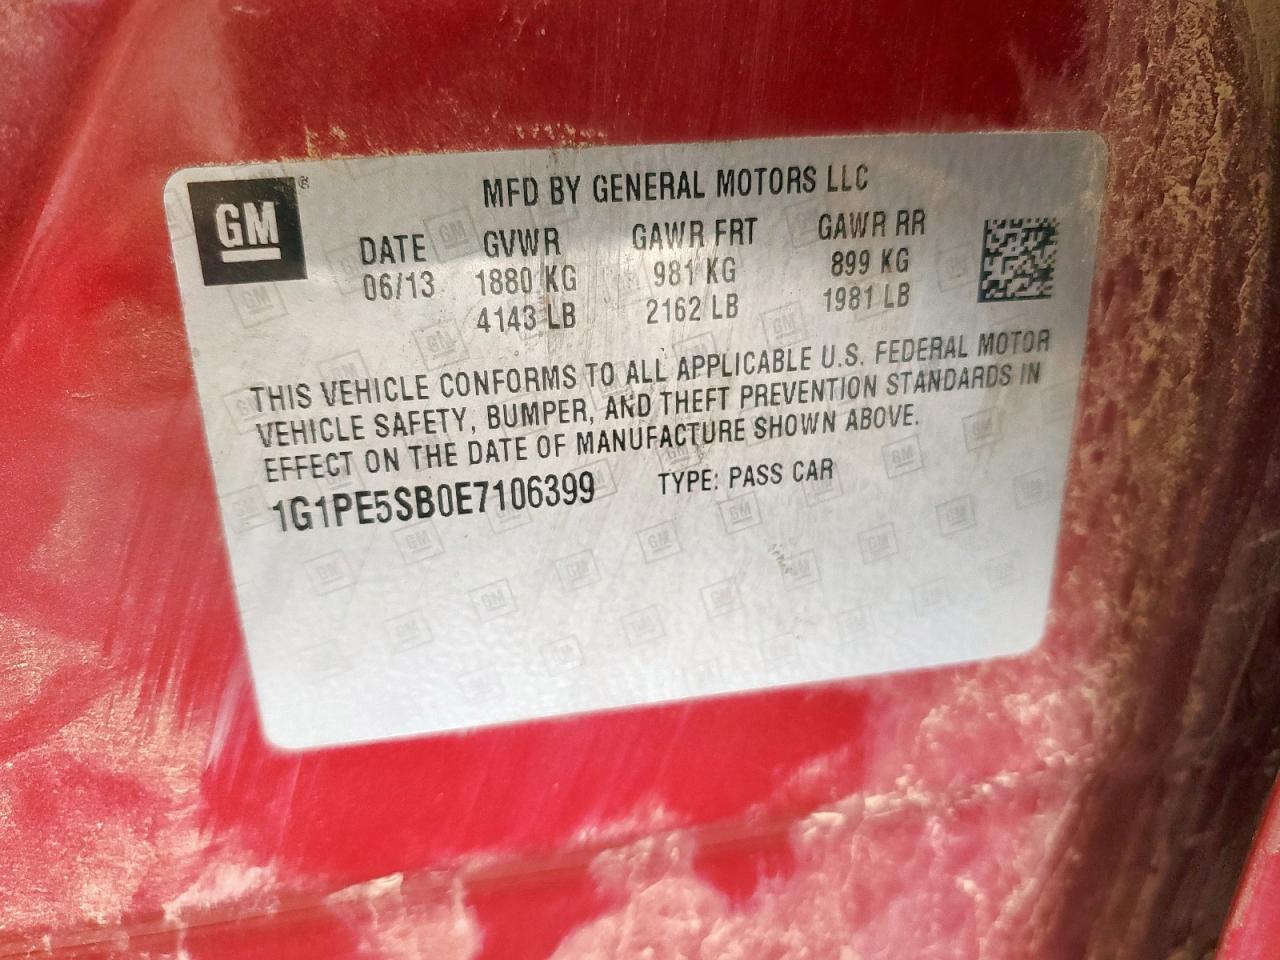 GM ®
MFD BY GENERAL MOTORS LLC
DATE GVWR GAWR FRT GAWR RR
06/13 1880 KG 981 KG 899 KG
4143 LB 2162 LB 1981 LB
THIS VEHICLE CONFORMS TO ALL APPLICABLE U.S. FEDERAL MOTOR
VEHICLE SAFETY, BUMPER, AND THEFT PREVENTION STANDARDS IN
EFFECT ON THE DATE OF MANUFACTURE SHOWN ABOVE.
1G1PE5SB0E7106399 TYPE: PASS CAR